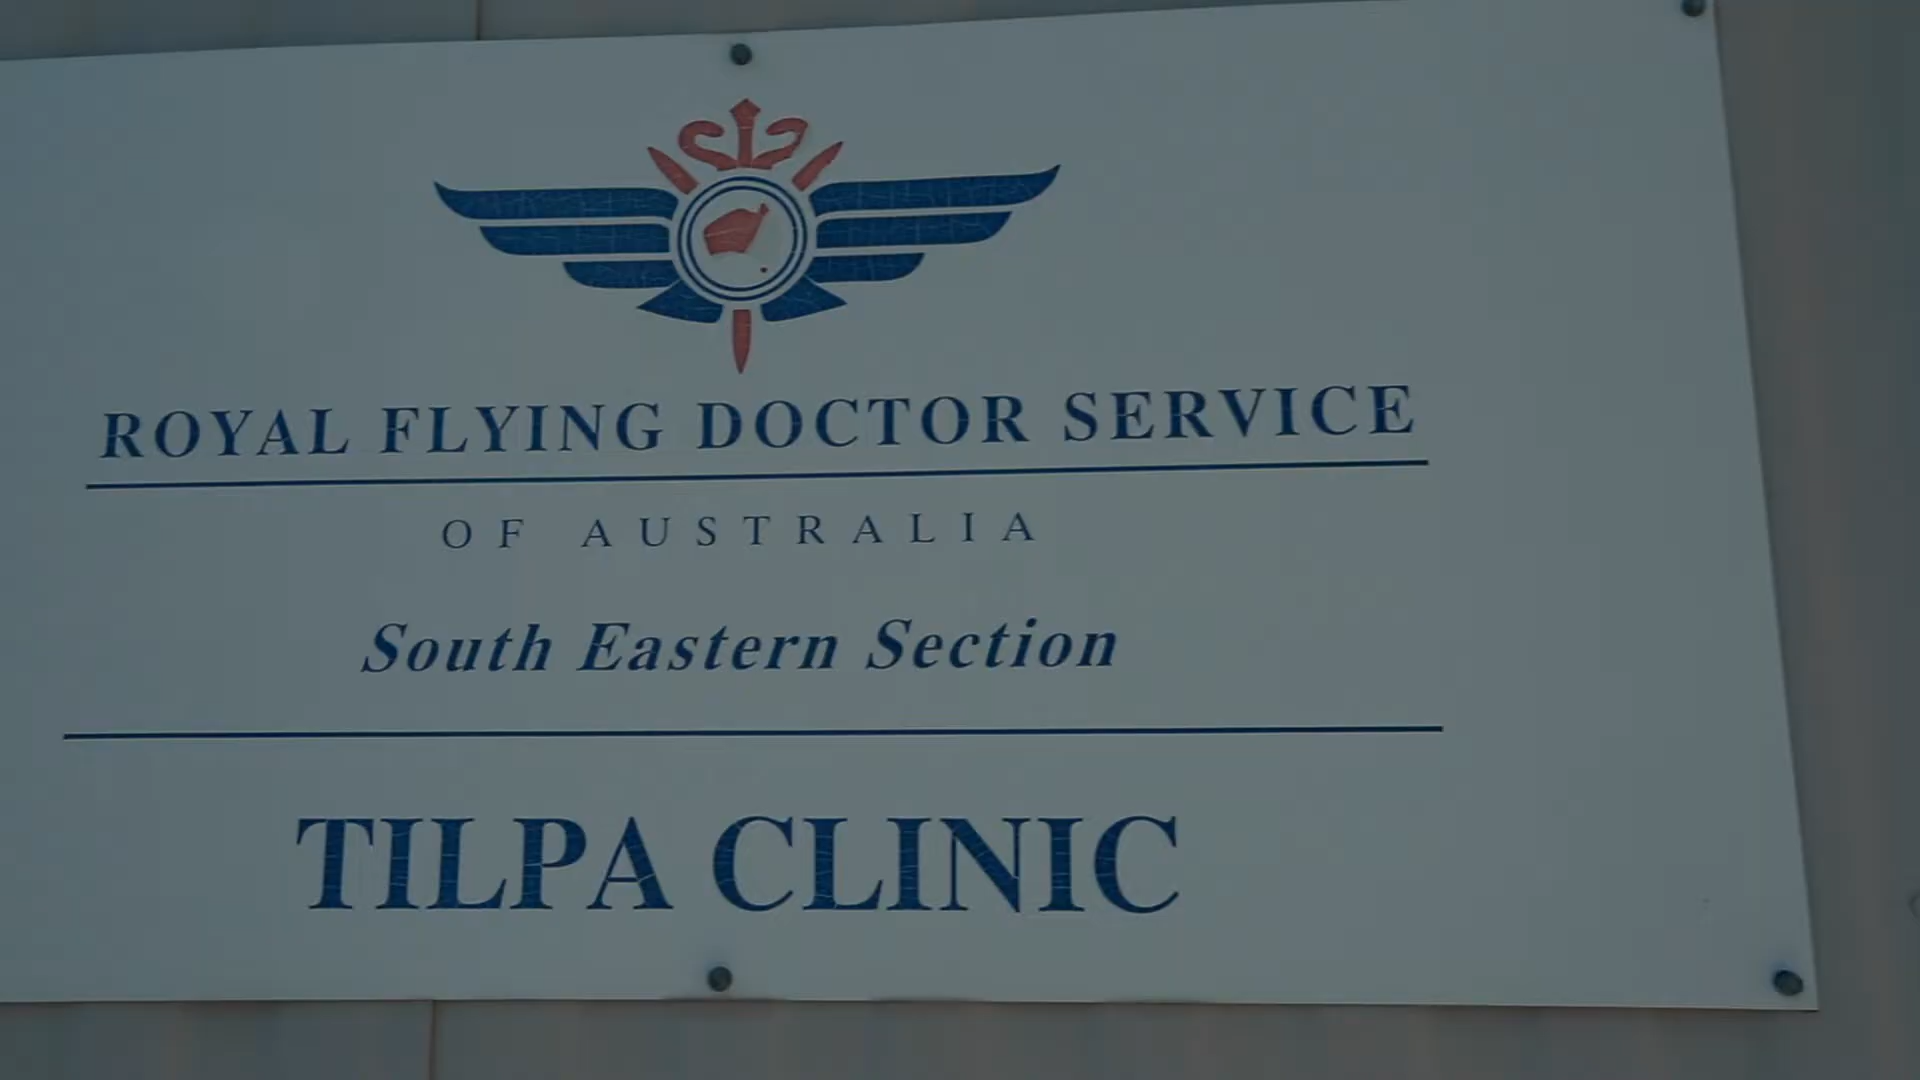 ROYAL FLYING DOCTOR SERVICE
OF AUSTRALIA
South Eastern Section
TILPA CLINIC